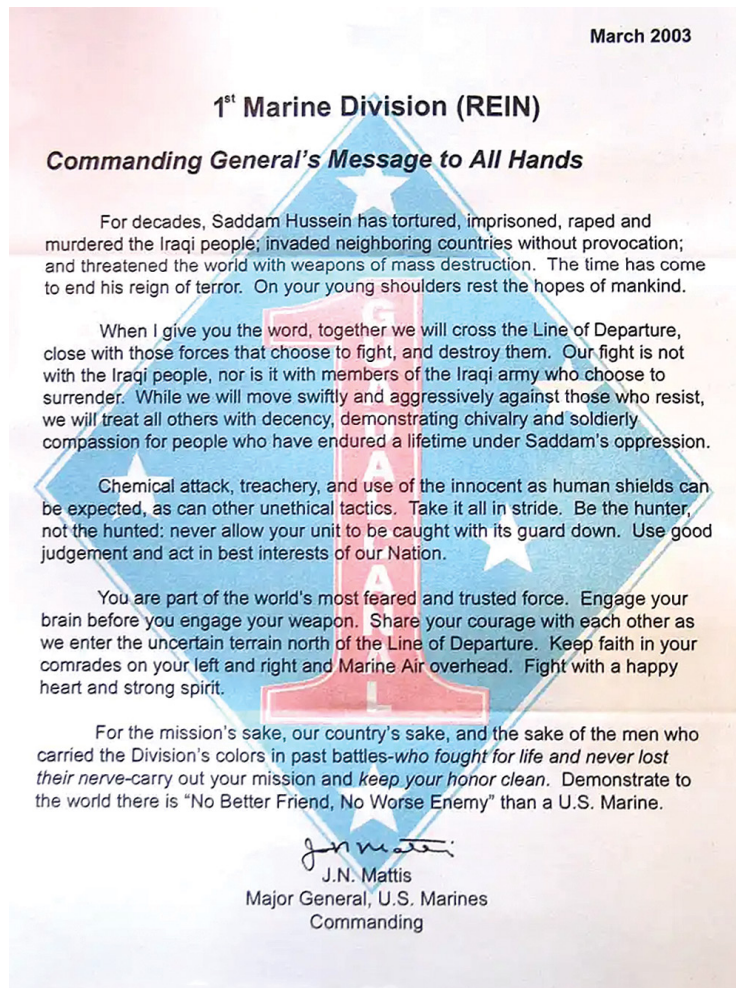 March 2003
1st Marine Division (REIN)
Commanding General's Message to All Hands
For decades, Saddam Hussein has tortured, imprisoned, raped and
murdered the Iraqi people; invaded neighboring countries without provocation;
and threatened the world with weapons of mass destruction. The time has come
to end his reign of terror. On your young shoulders rest the hopes of mankind.
When I give you the word, together we will cross the Line of Departure,
close with those forces that choose to fight, and destroy them. Our fight is not
with the Iraqi people, nor is it with members of the Iraqi army who choose to
surrender. While we will move swiftly and aggressively against those who resist,
we will treat all others with decency, demonstrating chivalry and soldierly
compassion for people who have endured a lifetime under Saddam's oppression.
Chemical attack, treachery, and use of the innocent as human shields can
be expected, as can other unethical tactics. Take it all in stride. Be the hunter,
not the hunted: never allow your unit to be caught with its guard down. Use good
judgement and act in best interests of our Nation.
You are part of the world's most feared and trusted force. Engage your
brain before you engage your weapon. Share your courage with each other as
we enter the uncertain terrain north of the Line of Departure. Keep faith in your
comrades on your left and right and Marine Air overhead. Fight with a happy
heart and strong spirit.
For the mission's sake, our country's sake, and the sake of the men who
carried the Division's colors in past battles-who fought for life and never lost
their nerve-carry out your mission and keep your honor clean. Demonstrate to
the world there is “No Better Friend, No Worse Enemy” than a U.S. Marine.
J N Mattis
J.N. Mattis
Major General, U.S. Marines
Commanding
1
GUADALCANAL